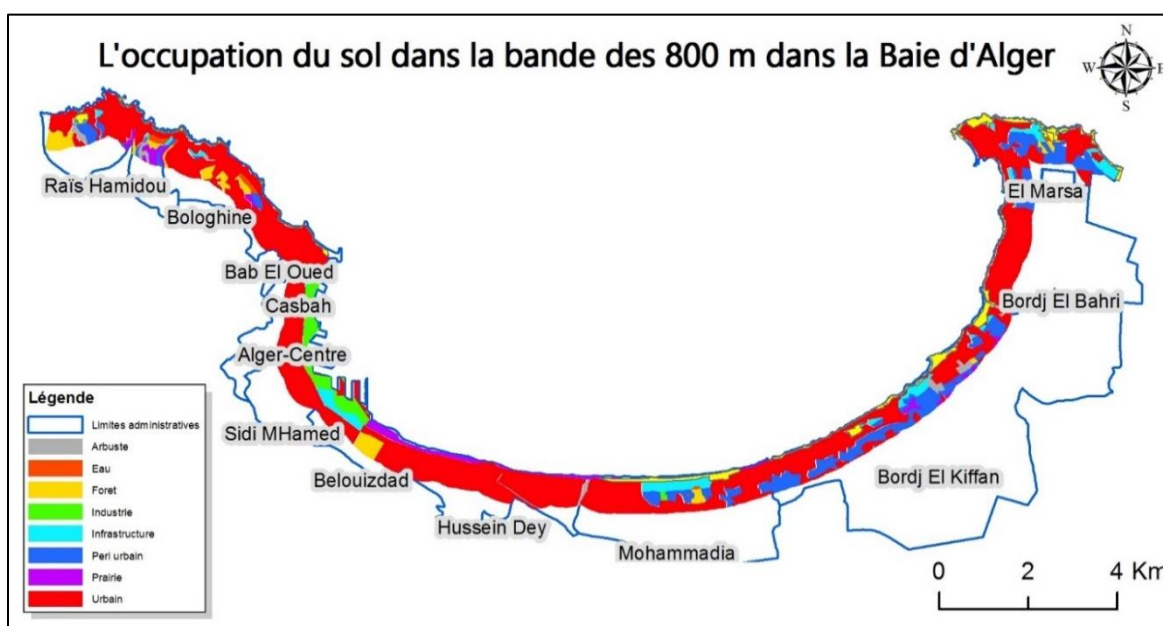 L'occupation du sol dans la bande des 800 m dans la Baie d'Alger
N
W E
S
Raïs Hamidou
Bologhine
Bab El Oued
Casbah
Alger-Centre
Sidi MHamed
Belouizdad
Hussein Dey
Mohammadia
Bordj El Kiffan
Bordj El Bahri
El Marsa
Légende
Limites administratives
Arbuste
Eau
Foret
Industrie
Infrastructure
Peri urbain
Prairie
Urbain
0 2 4 Km